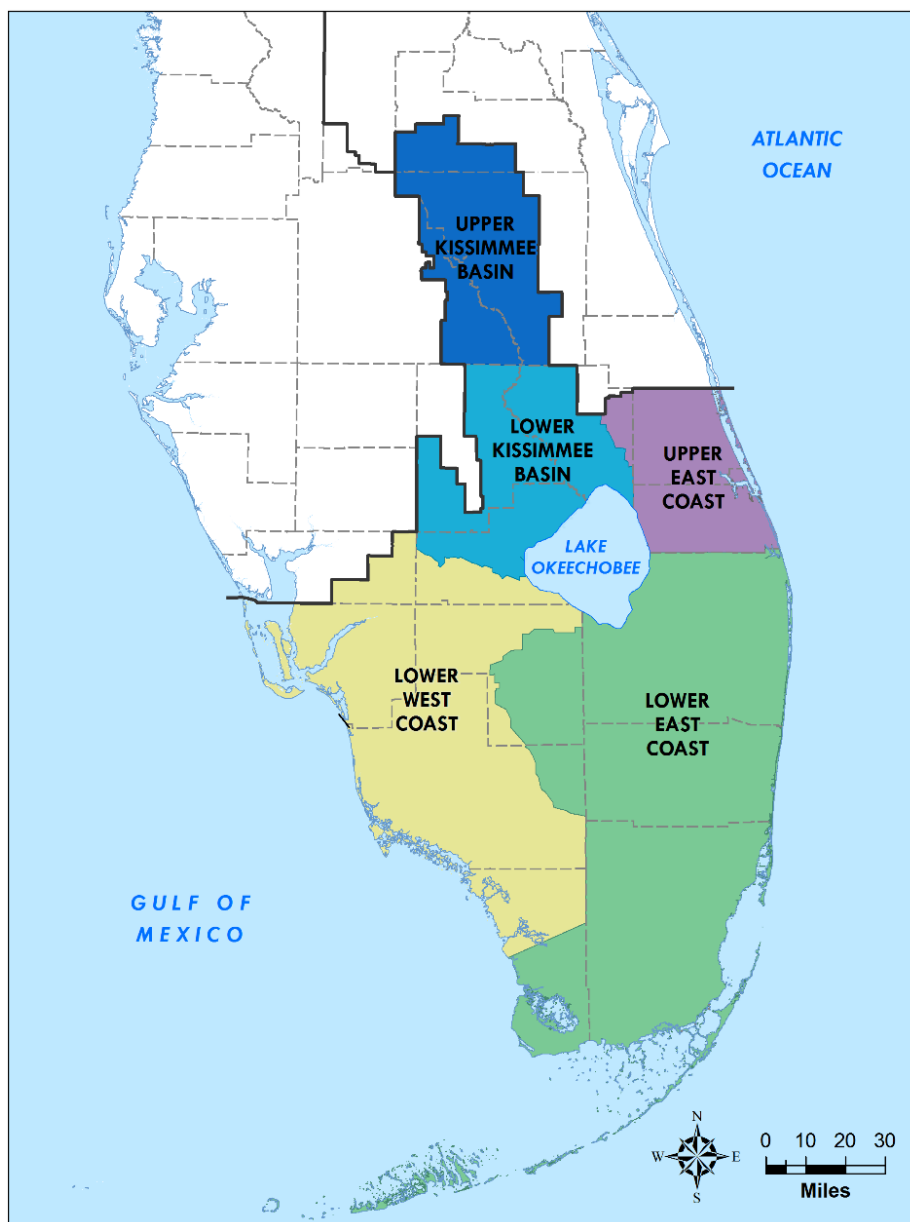 ATLANTIC
OCEAN
UPPER
KISSIMMEE
BASIN
LOWER
KISSIMMEE
BASIN
UPPER
EAST
COAST
LAKE
OKEECHOBEE
LOWER
WEST
COAST
LOWER
EAST
COAST
GULF OF
MEXICO
N
W E
S
0 10 20 30
Miles